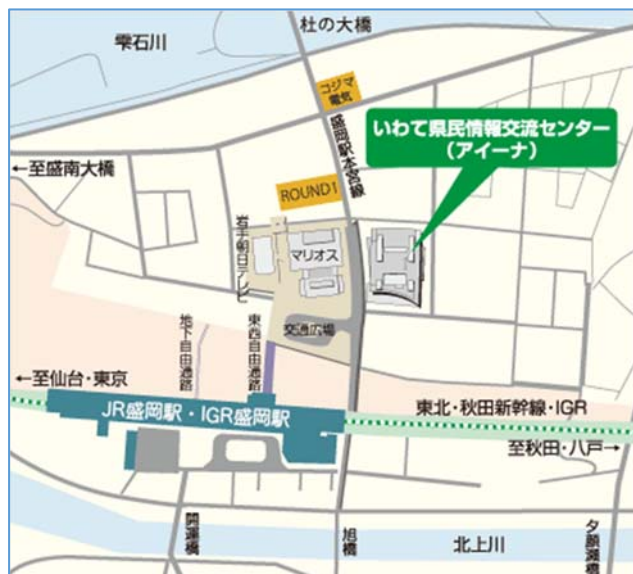 杜の大橋
雫石川
コジマ
電気
盛岡駅本宮線
いわて県民情報交流センター
（アイーナ）
←至盛南大橋
ROUND1
岩手朝日テレビ
マリオス
交通広場
地下自由通路
東西自由通路
←至仙台・東京
JR盛岡駅・IGR盛岡駅
東北・秋田新幹線・IGR
至秋田・八戸→
開運橋
旭橋
北上川
夕顔瀬橋